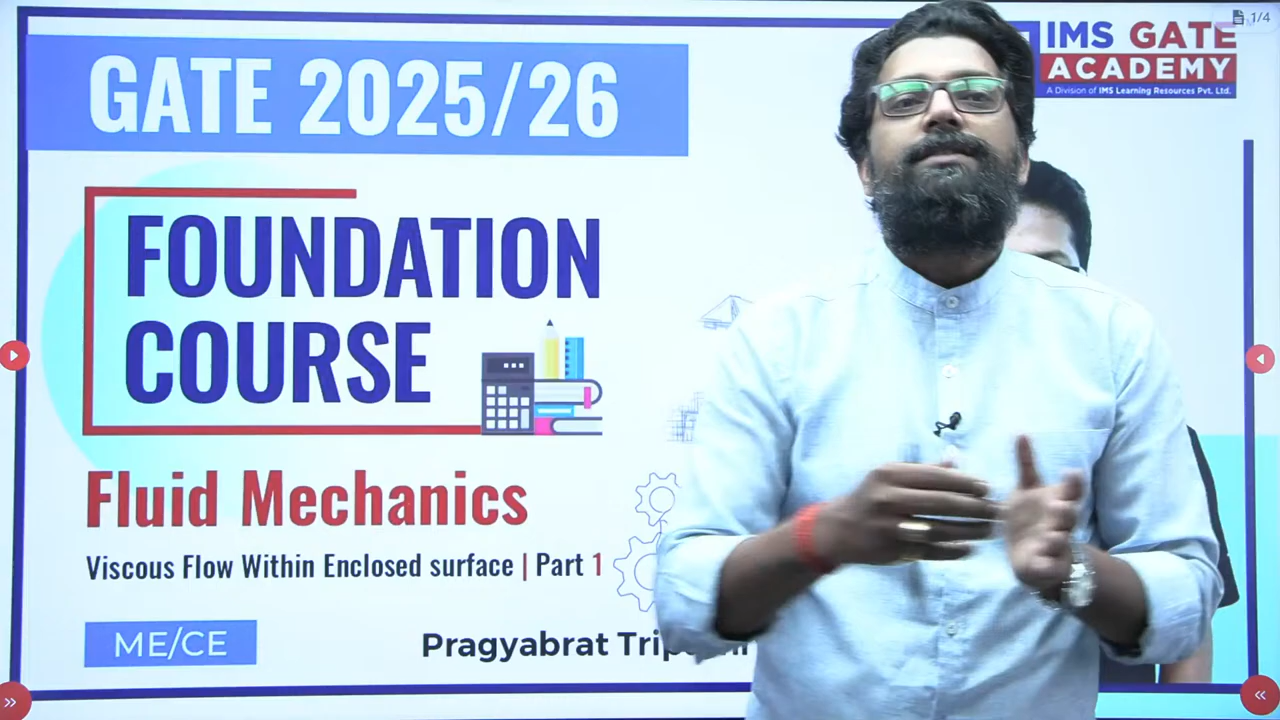 1/4
IMS GATE
ACADEMY
A Division of IMS Learning Resources Pvt. Ltd.
GATE 2025/26
FOUNDATION
COURSE
Fluid Mechanics
Viscous Flow Within Enclosed surface | Part 1
ME/CE
Pragyabrat